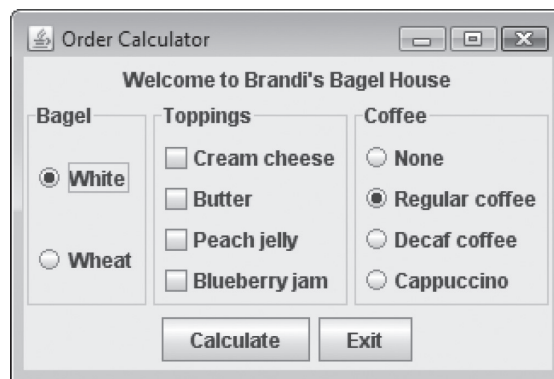 Order Calculator
Welcome to Brandi's Bagel House
Bagel
White
Wheat
Toppings
Cream cheese
Butter
Peach jelly
Blueberry jam
Coffee
None
Regular coffee
Decaf coffee
Cappuccino
Calculate
Exit